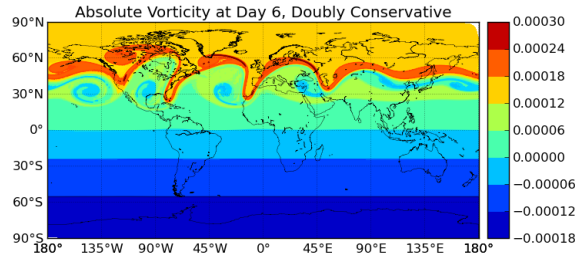 Absolute Vorticity at Day 6, Doubly Conservative
90°N
60°N
30°N
0°
30°S
60°S
90°S
180° 135°W 90°W 45°W 0° 45°E 90°E 135°E 180°
0.00030
0.00024
0.00018
0.00012
0.00006
0.00000
−0.00006
−0.00012
−0.00018